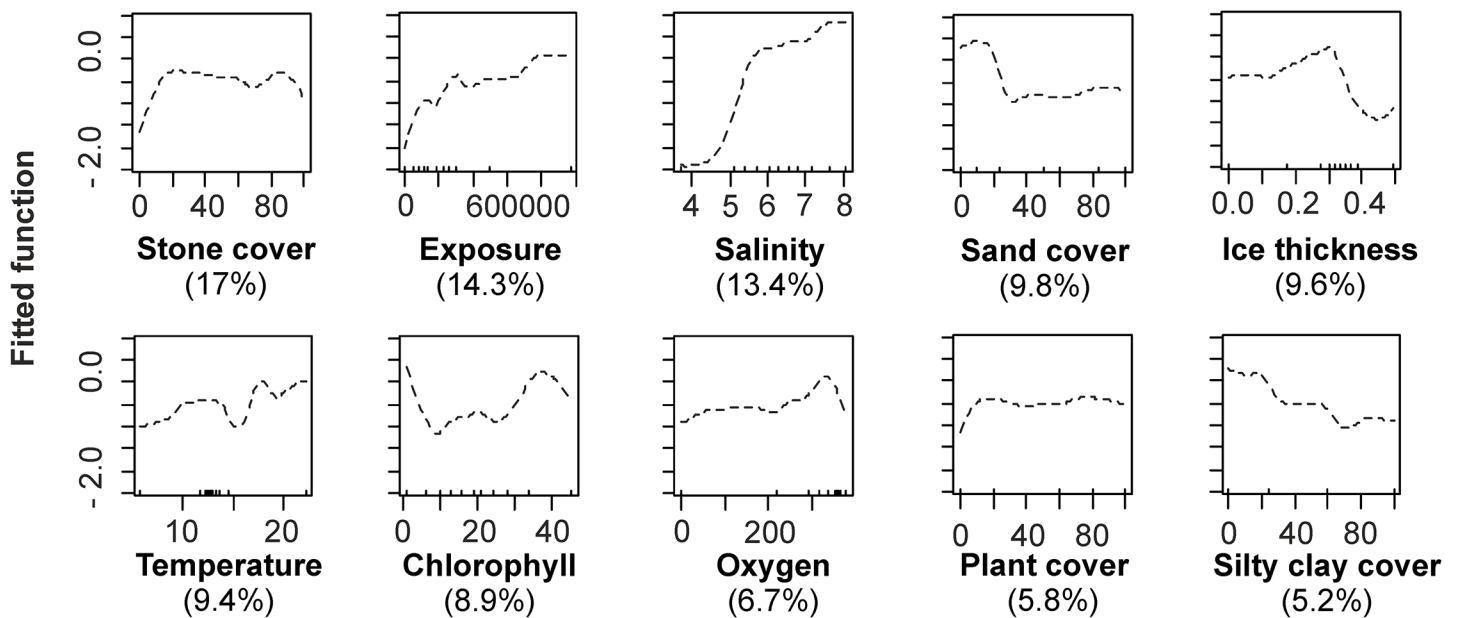 0.0
- 2.0
0 40 80
0 600000
4 5 6 7 8
0 40 80
0.0 0.2 0.4
Stone cover Exposure Salinity Sand cover Ice thickness
(17%) (14.3%) (13.4%) (9.8%) (9.6%)
Fitted function
0.0
- 2.0
10 20
0 20 40
0 200
0 40 80
0 40 80
Temperature Chlorophyll Oxygen Plant cover Silty clay cover
(9.4%) (8.9%) (6.7%) (5.8%) (5.2%)